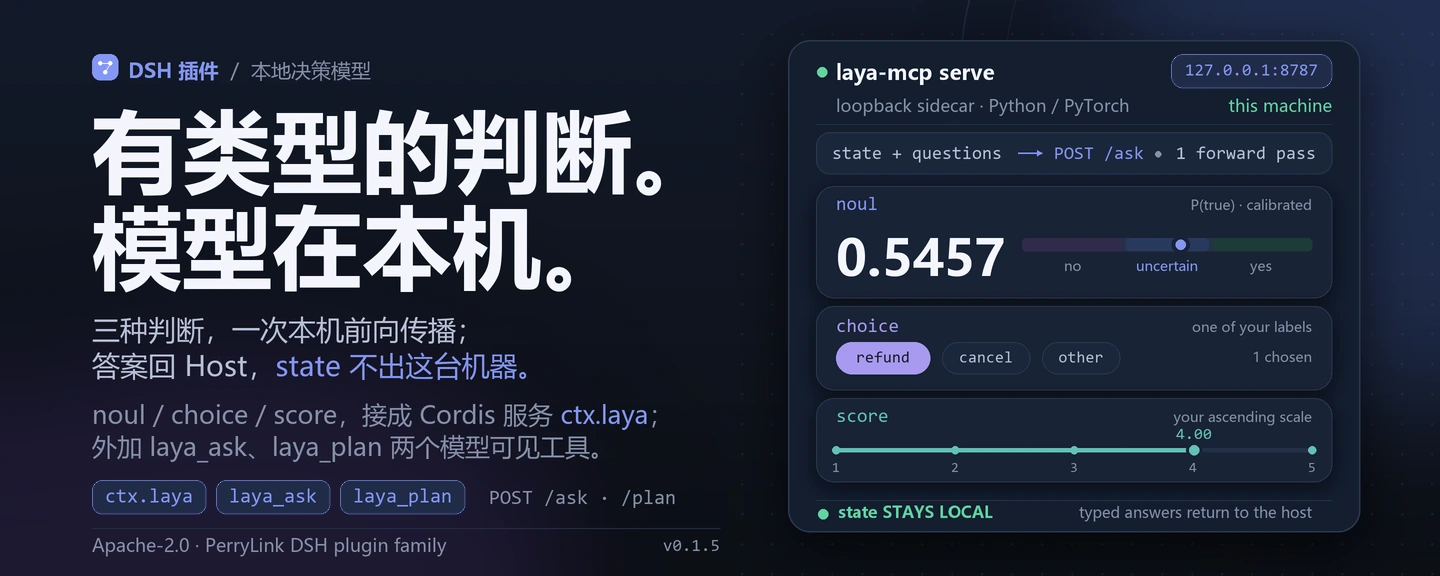 DSH 插件 / 本地决策模型
有类型的判断。
模型在本机。
三种判断，一次本机前向传播；
答案回 Host，state 不出这台机器。
noul / choice / score，接成 Cordis 服务 ctx.laya；
外加 laya_ask、laya_plan 两个模型可见工具。
ctx.laya laya_ask laya_plan POST /ask · /plan
Apache-2.0 · PerryLink DSH plugin family v0.1.5
laya-mcp serve 127.0.0.1:8787
loopback sidecar · Python / PyTorch this machine
state + questions → POST /ask • 1 forward pass
noul P(true) · calibrated
0.5457
no uncertain yes
choice one of your labels
refund cancel other 1 chosen
score your ascending scale
4.00
1 2 3 4 5
state STAYS LOCAL typed answers return to the host